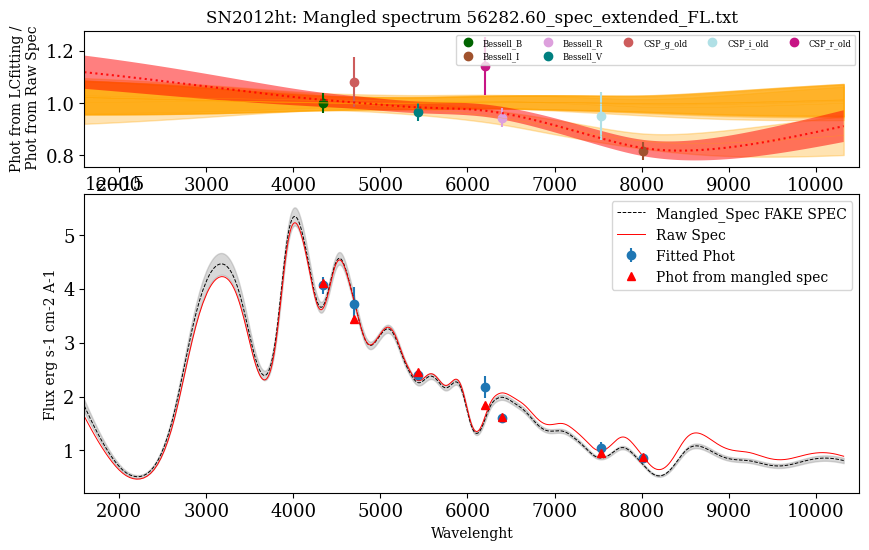 SN2012ht: Mangled spectrum 56282.60_spec_extended_FL.txt
Phot from LCfitting /
Phot from Raw Spec
1.2
1.0
0.8
Bessell_B Bessell_R CSP_g_old CSP_i_old CSP_r_old
Bessell_I Bessell_V
2000 3000 4000 5000 6000 7000 8000 9000 10000
1e−15
Flux erg s-1 cm-2 A-1
5
4
3
2
1
Mangled_Spec FAKE SPEC
Raw Spec
Fitted Phot
Phot from mangled spec
2000 3000 4000 5000 6000 7000 8000 9000 10000
Wavelenght